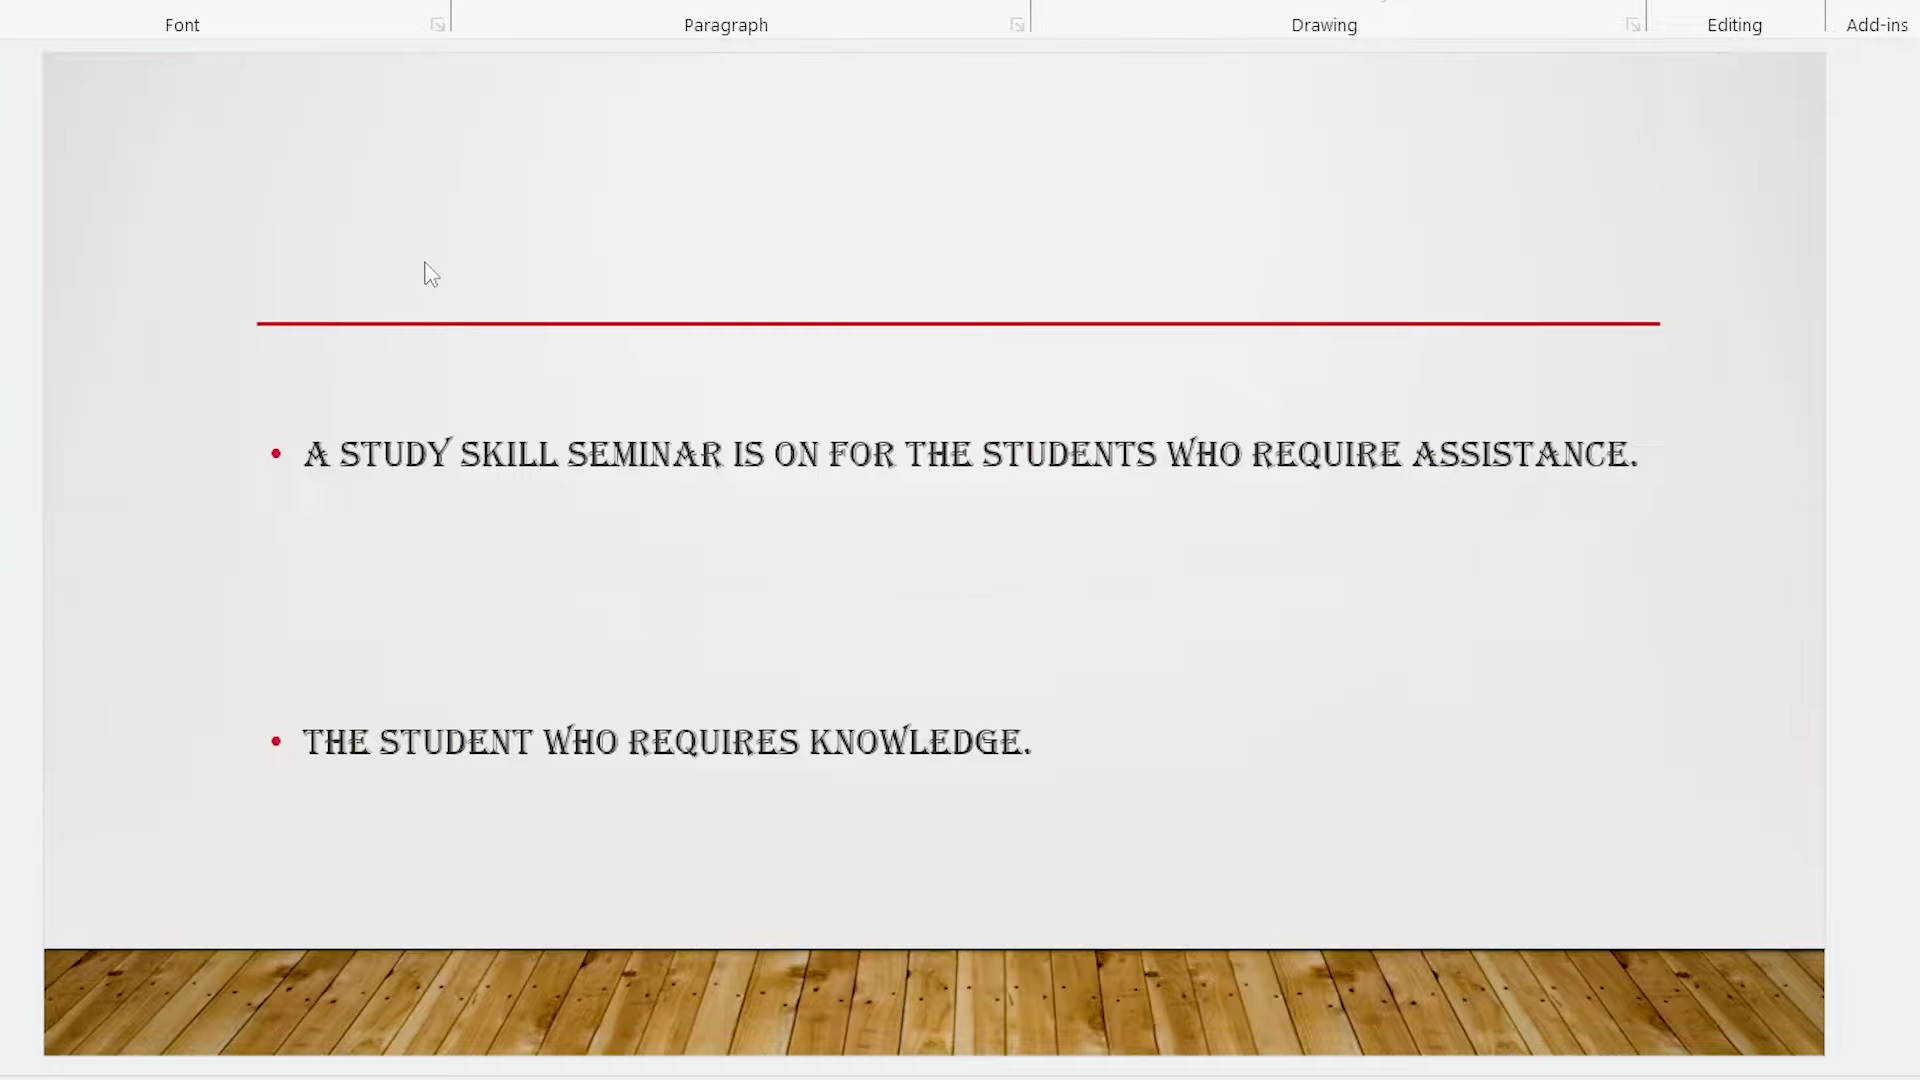 Font Paragraph Drawing Editing Add-ins
A STUDY SKILL SEMINAR IS ON FOR THE STUDENTS WHO REQUIRE ASSISTANCE.
THE STUDENT WHO REQUIRES KNOWLEDGE.